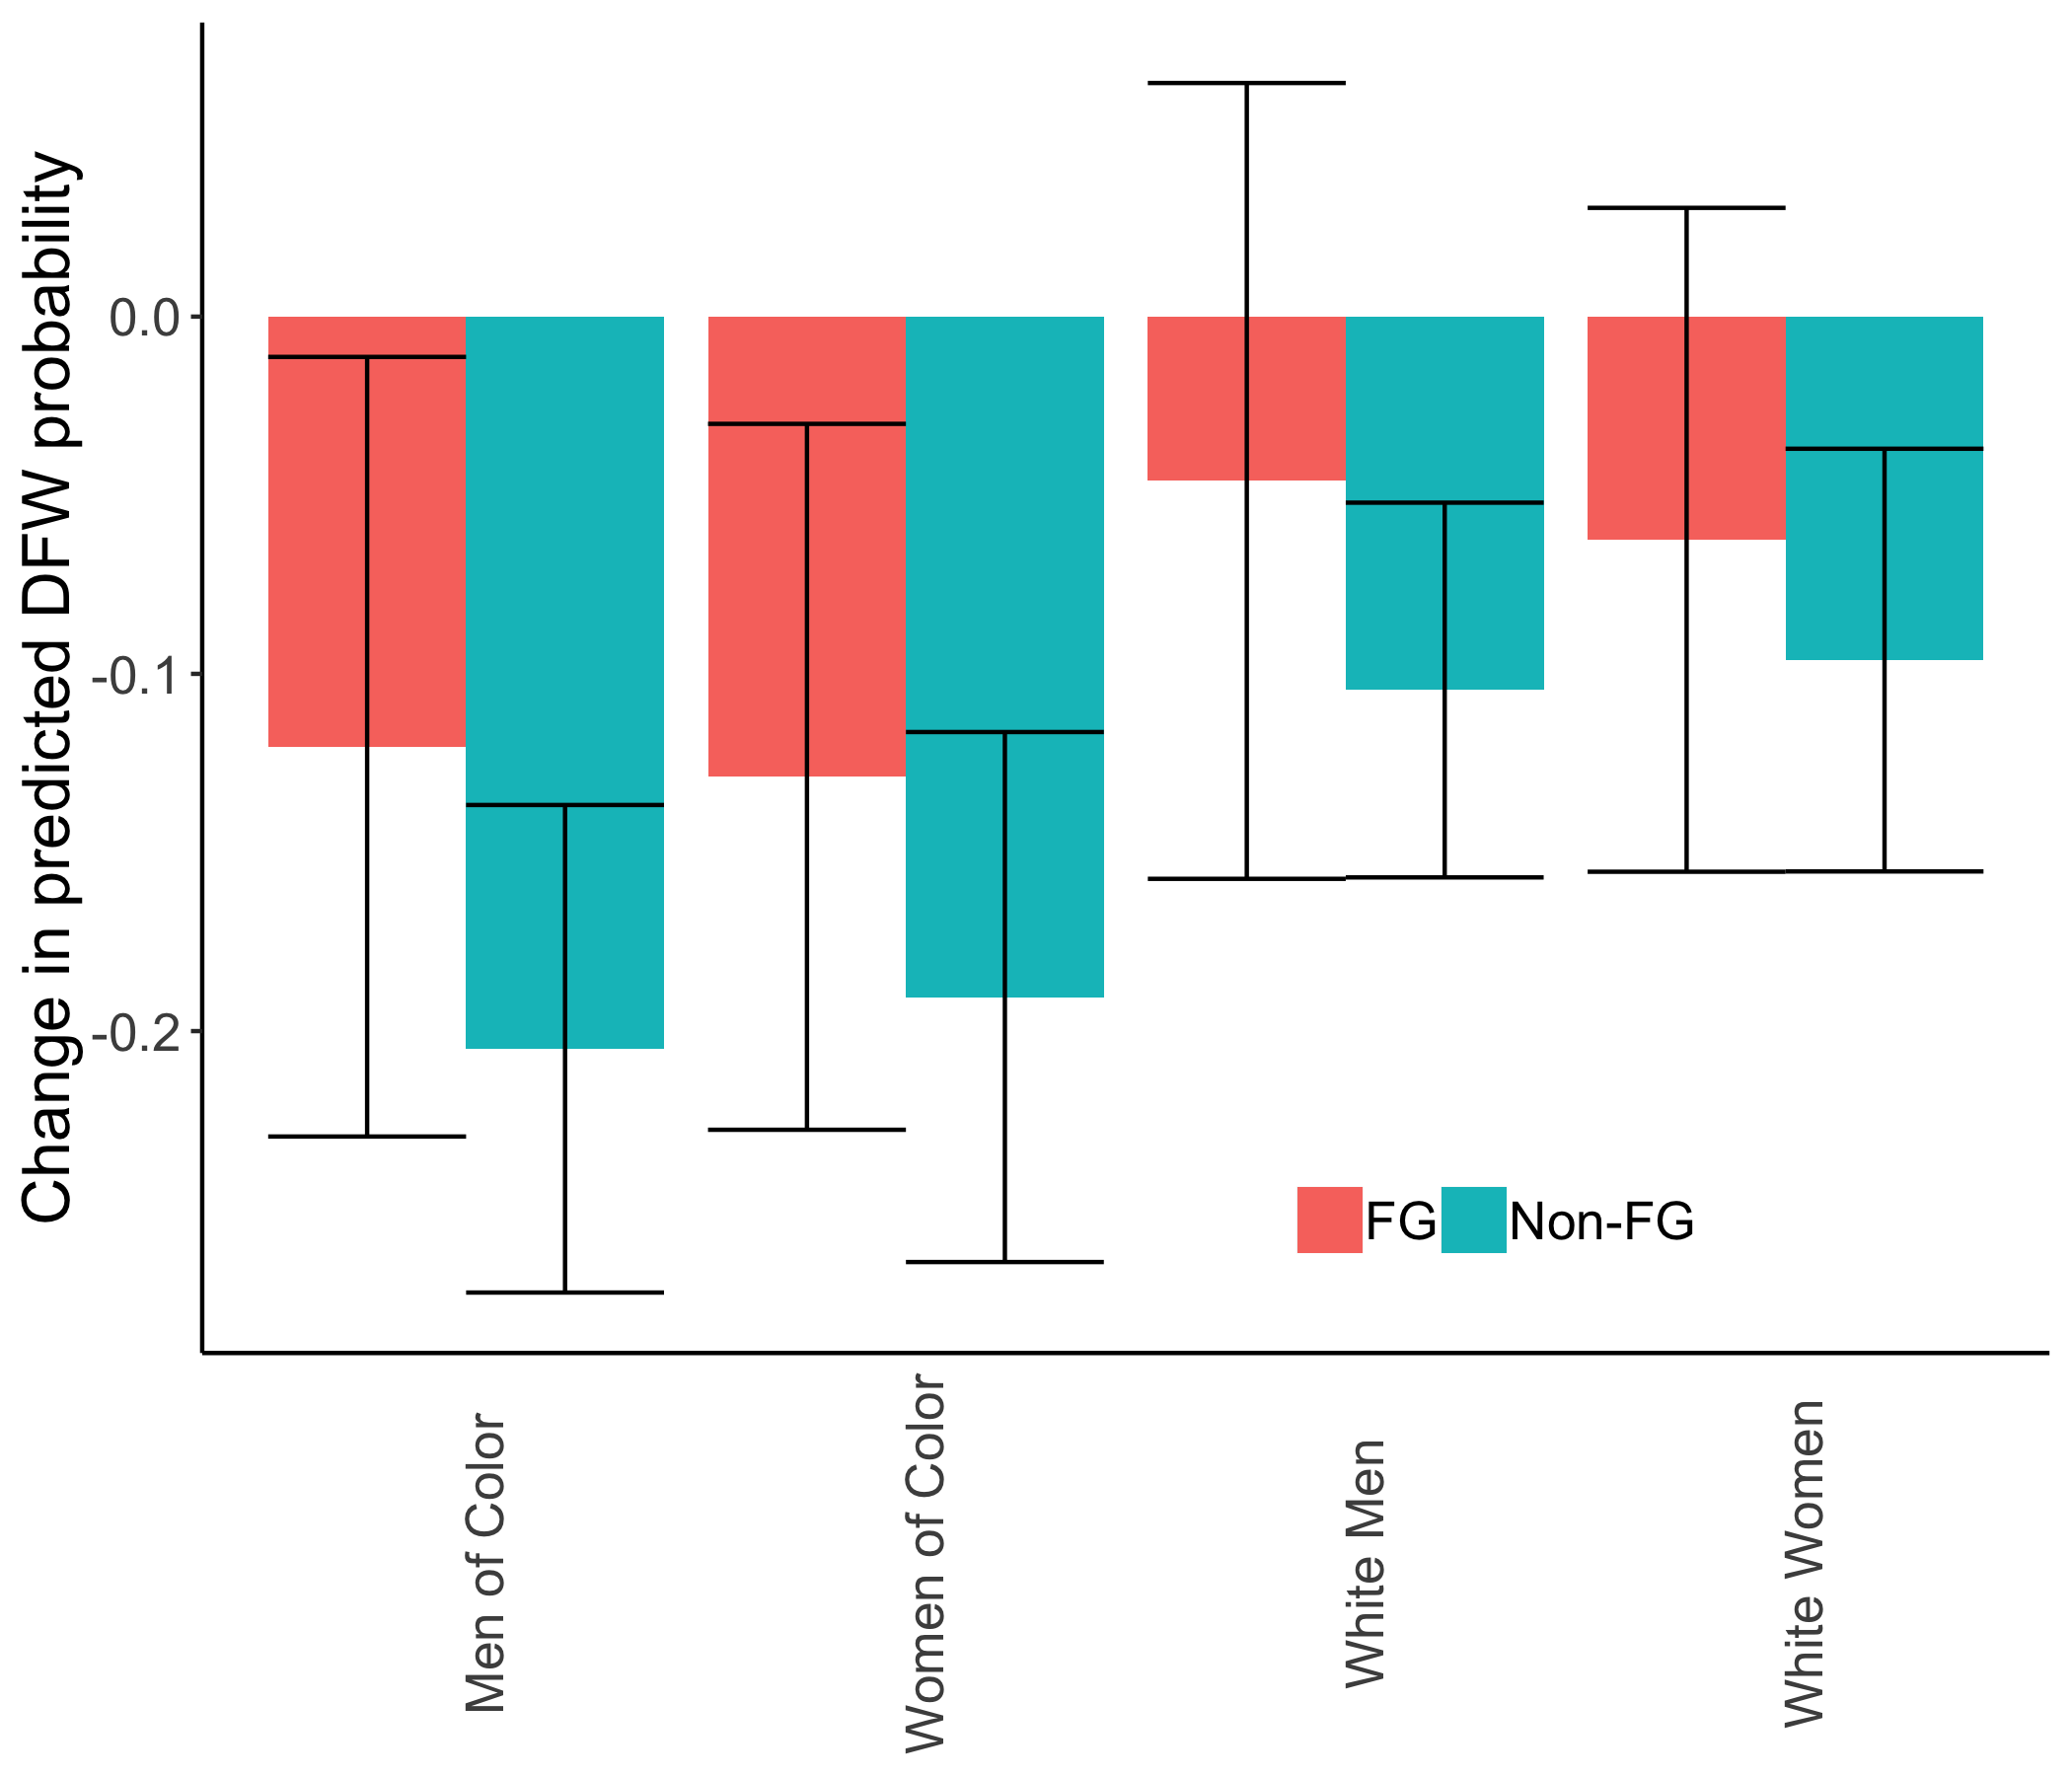 Change in predicted DFW probability
0.0
-0.1
-0.2
FG
Non-FG
Men of Color
Women of Color
White Men
White Women